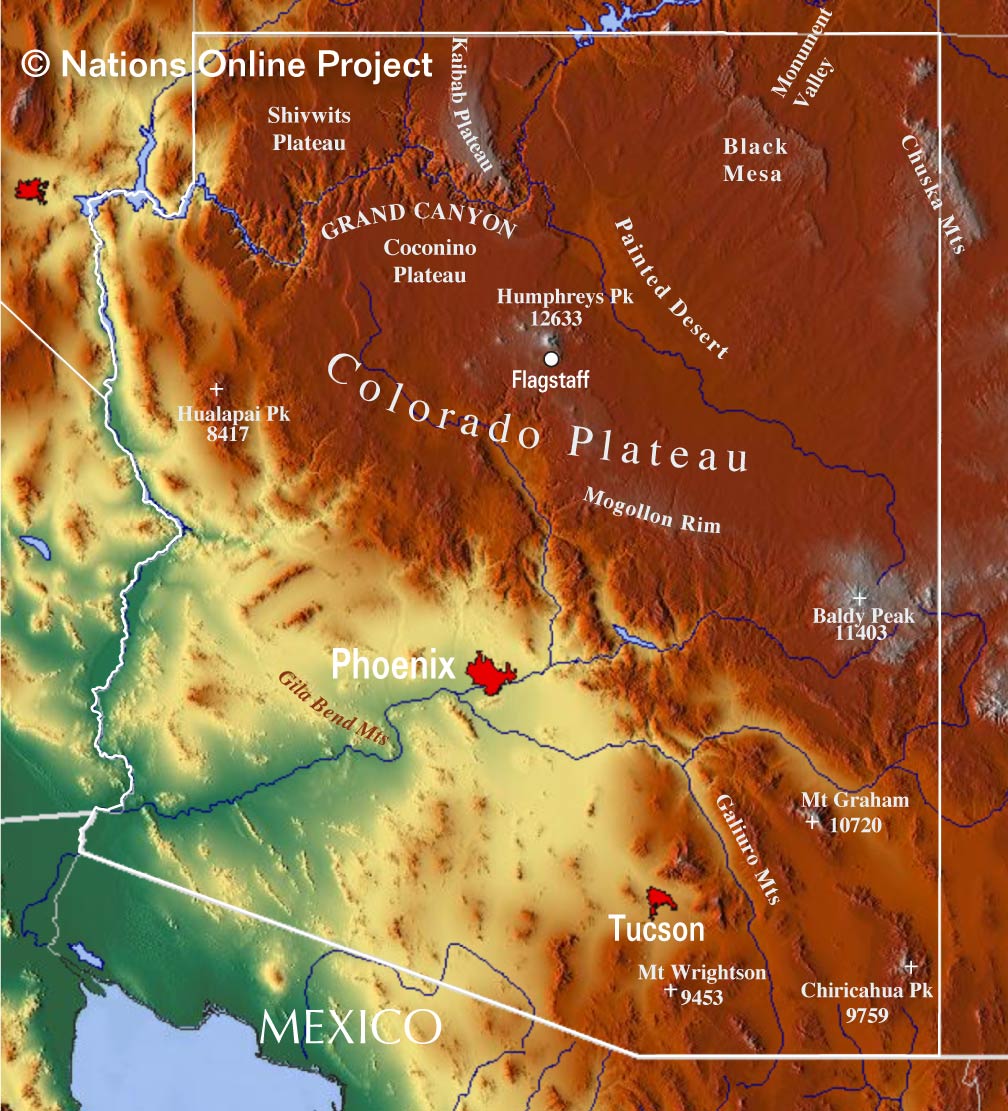 © Nations Online Project
Kaibab Plateau
Monument
Valley
Shivwits
Plateau
Black
Mesa
Chuska Mts
GRAND CANYON
Coconino
Plateau
Painted Desert
Humphreys Pk
12633
Flagstaff
Hualapai Pk
8417
Colorado Plateau
Mogollon Rim
Baldy Peak
11403
Phoenix
Gila Bend Mts
Mt Graham
10720
Galiuro Mts
Tucson
Mt Wrightson
9453
Chiricahua Pk
9759
MEXICO